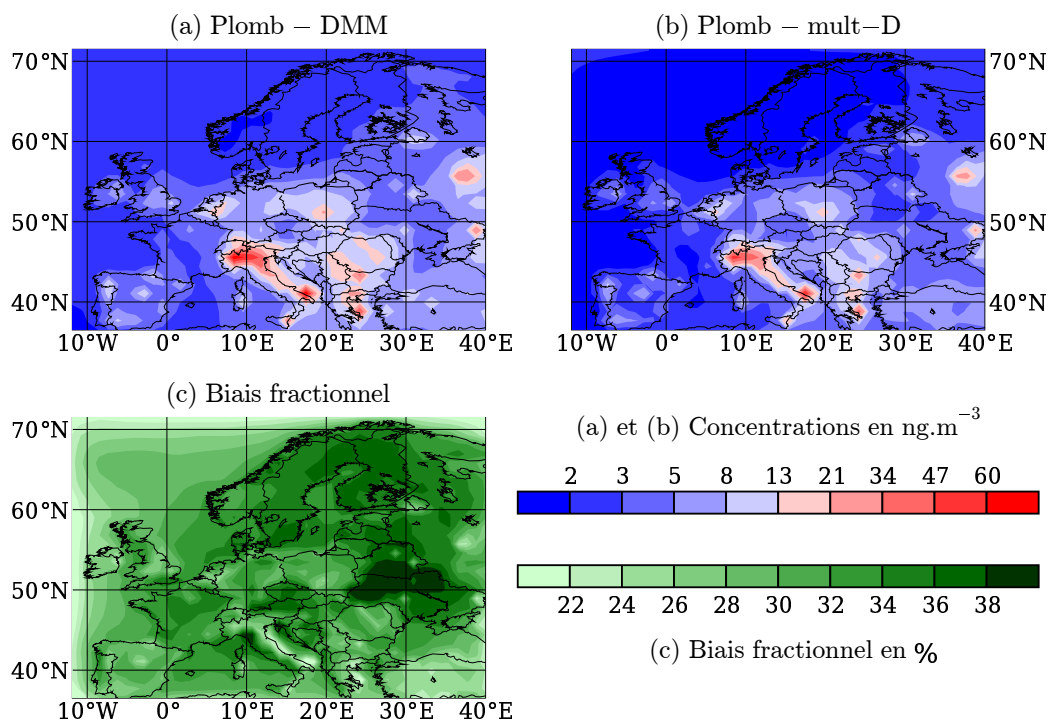 (a) Plomb − DMM
(b) Plomb − mult−D
70°N
60°N
50°N
40°N
10°W 0° 10°E 20°E 30°E 40°E
70°N
60°N
50°N
40°N
10°W 0° 10°E 20°E 30°E 40°E
(c) Biais fractionnel
70°N
60°N
50°N
40°N
10°W 0° 10°E 20°E 30°E 40°E
(a) et (b) Concentrations en ng.m−3
2 3 5 8 13 21 34 47 60
22 24 26 28 30 32 34 36 38
(c) Biais fractionnel en %